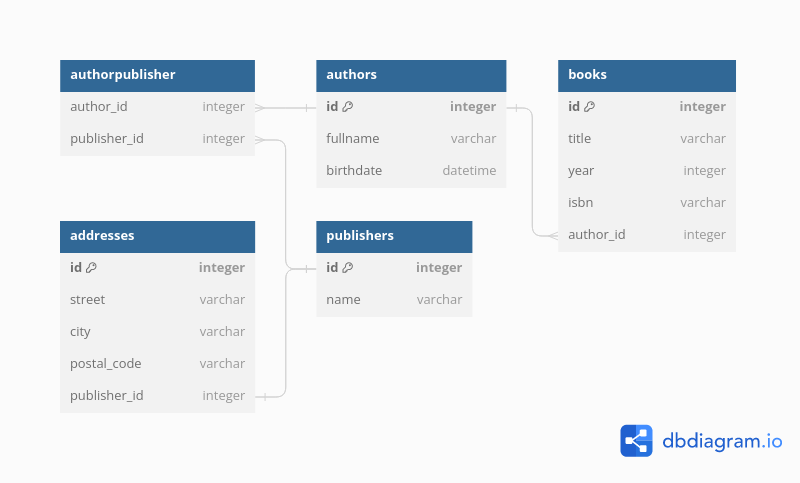 authorpublisher
author_id integer
publisher_id integer
authors
id integer
fullname varchar
birthdate datetime
books
id integer
title varchar
year integer
isbn varchar
author_id integer
addresses
id integer
street varchar
city varchar
postal_code varchar
publisher_id integer
publishers
id integer
name varchar
dbdiagram.io